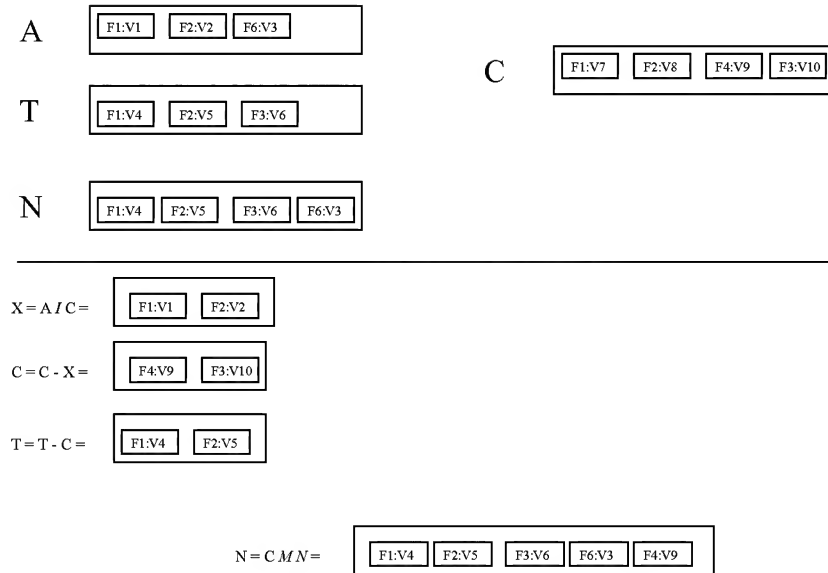 A F1:V1 F2:V2 F6:V3
C F1:V7 F2:V8 F4:V9 F3:V10
T F1:V4 F2:V5 F3:V6
N F1:V4 F2:V5 F3:V6 F6:V3
X = A I C = F1:V1 F2:V2
C = C - X = F4:V9 F3:V10
T = T - C = F1:V4 F2:V5
N = C M N = F1:V4 F2:V5 F3:V6 F6:V3 F4:V9